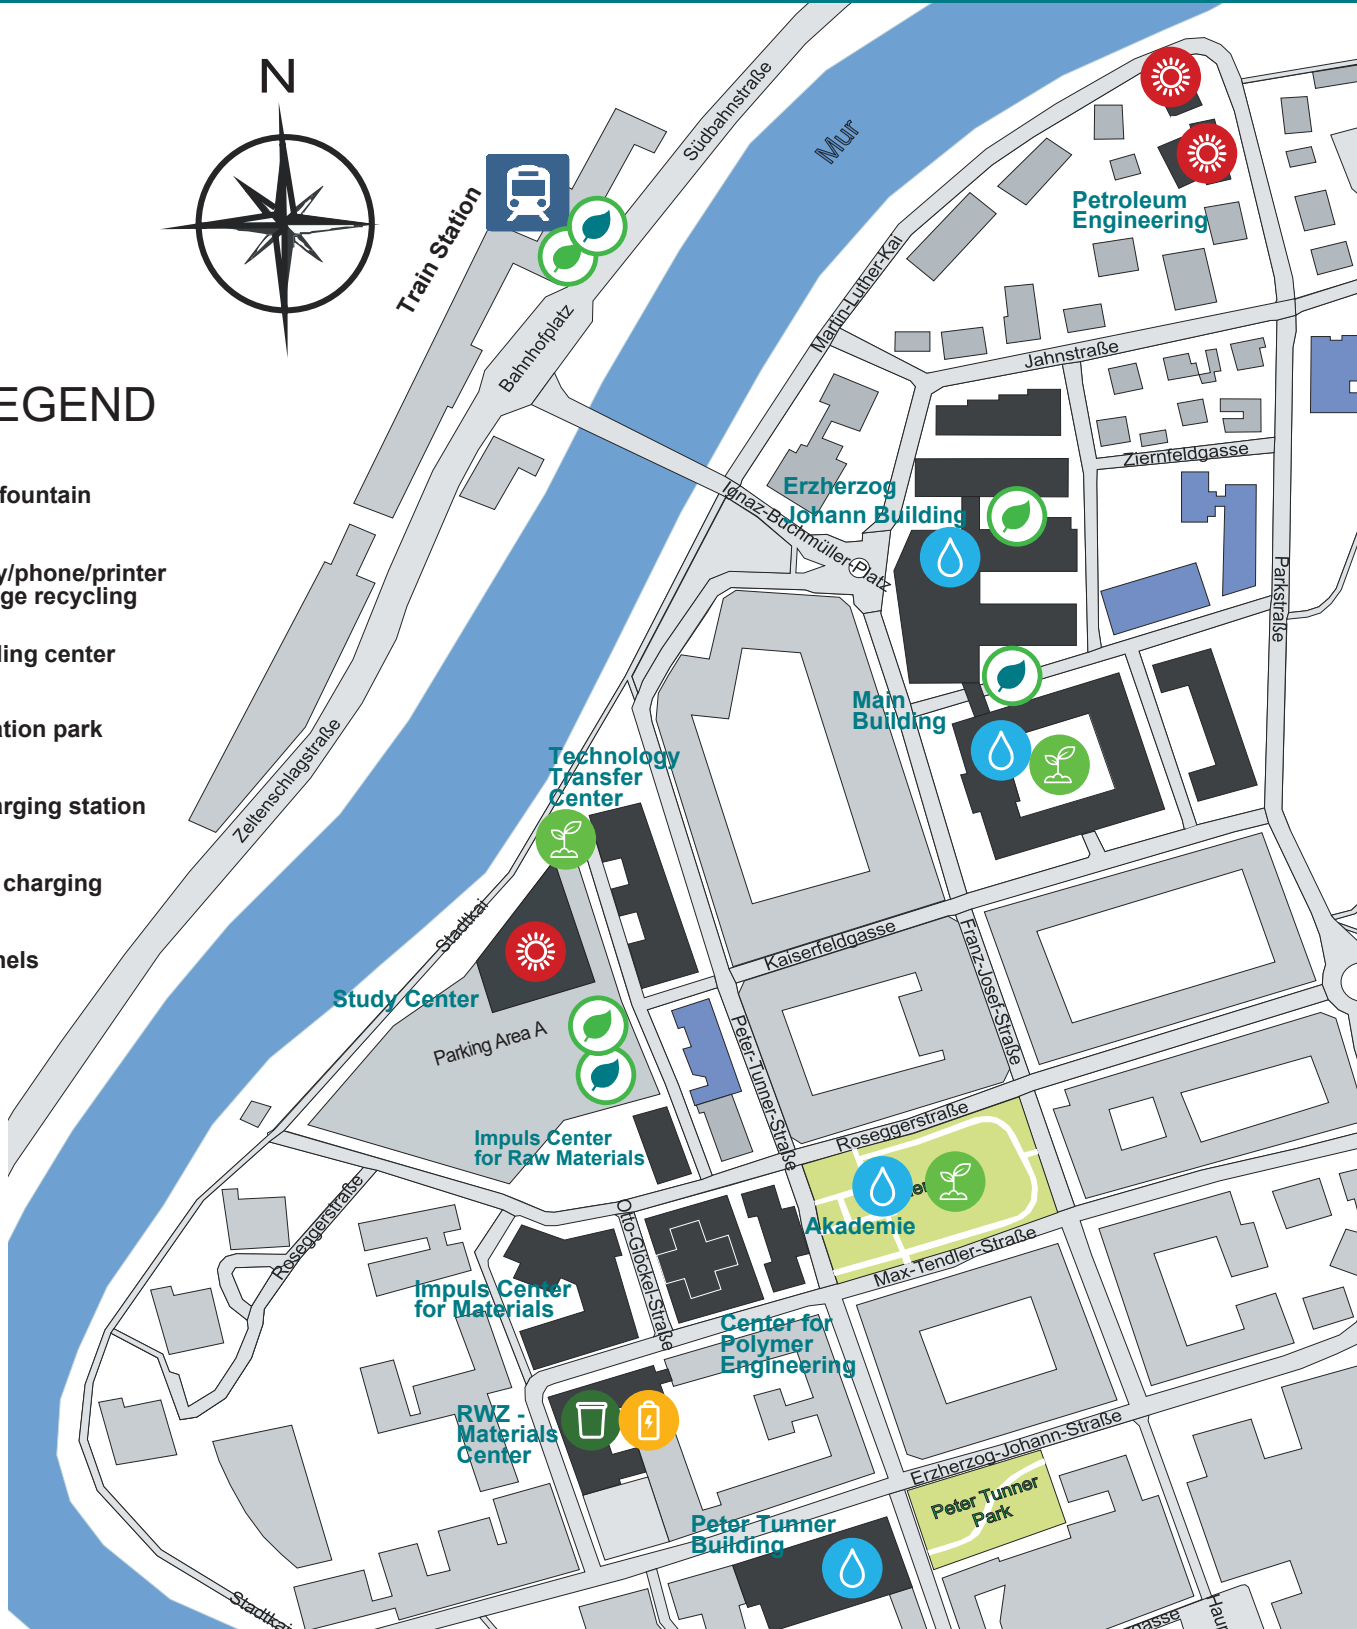 N
Südbahnstraße
Mur
Train Station
Petroleum
Engineering
Martin-Luther-Kai
Bahnhofplatz
Jahnstraße
EGEND
Ziernfeldgasse
fountain
Erzherzog
Johann Building
Ignaz-Buchmüller-Platz
P
y/phone/printer
ge recycling
Parkstraße
ling center
ation park
Main
Building
Zeltenschlagstraße
Technology
Transfer
Center
arging station
charging
Stadtkai
Kaiserfeldgasse
Franz-Josef-Straße
nels
Study Center
Parking Area A
Peter-Tunner-Straße
Roseggerstraße
Impuls Center
for Raw Materials
Akademie
Roseggerstraße
Otto-Glöckel-Straße
Max-Tendler-Straße
Impuls Center
for Materials
Center for
Polymer
Engineering
RWZ -
Materials
Center
Erzherzog-Johann-Straße
Peter Tunner
Park
Peter Tunner
Building
Stadtkai
gasse
Haup